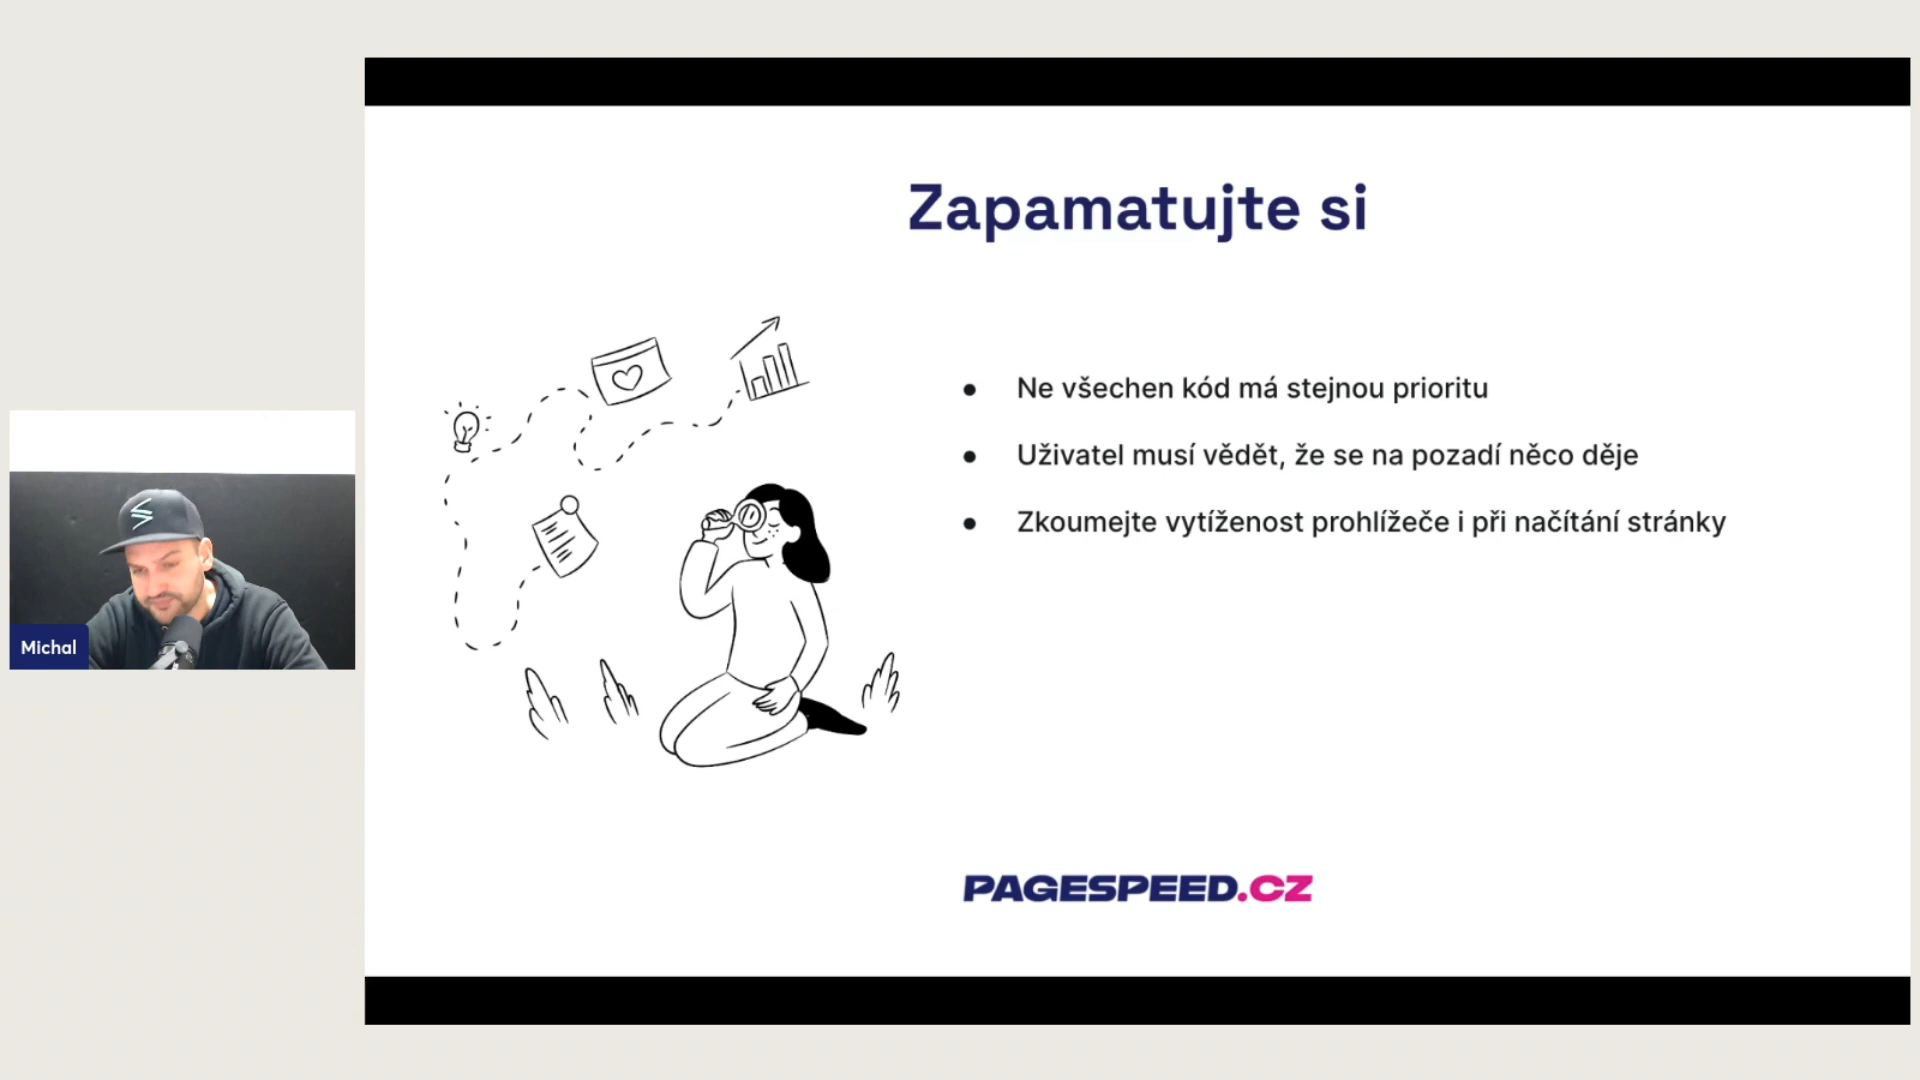 Zapamatujte si
Ne všechen kód má stejnou prioritu
Uživatel musí vědět, že se na pozadí něco děje
Zkoumejte vytíženost prohlížeče i při načítání stránky
Michal
PAGESPEED.CZ